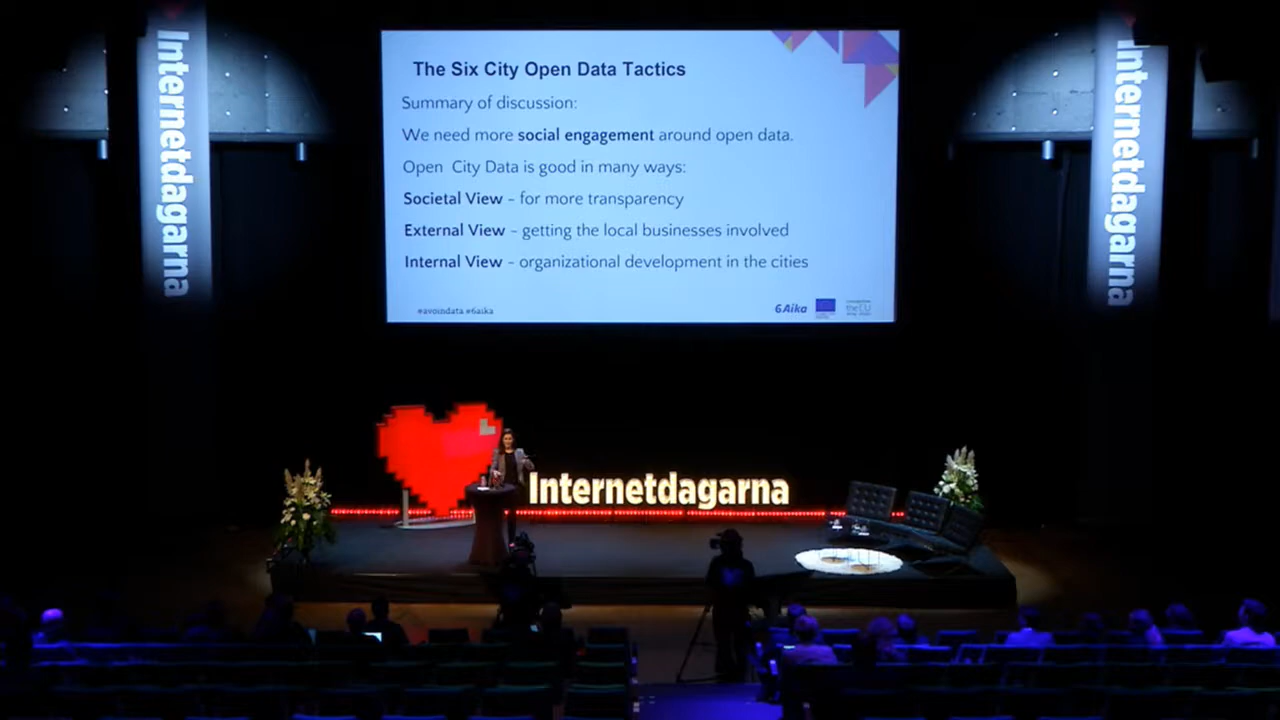 Internetdagarna
The Six City Open Data Tactics
Summary of discussion:
We need more social engagement around open data.
Open City Data is good in many ways:
Societal View - for more transparency
External View - getting the local businesses involved
Internal View - organizational development in the cities
#avoindata #6aika
6Aika
the EU
Internetdagarna
Internetdagarna